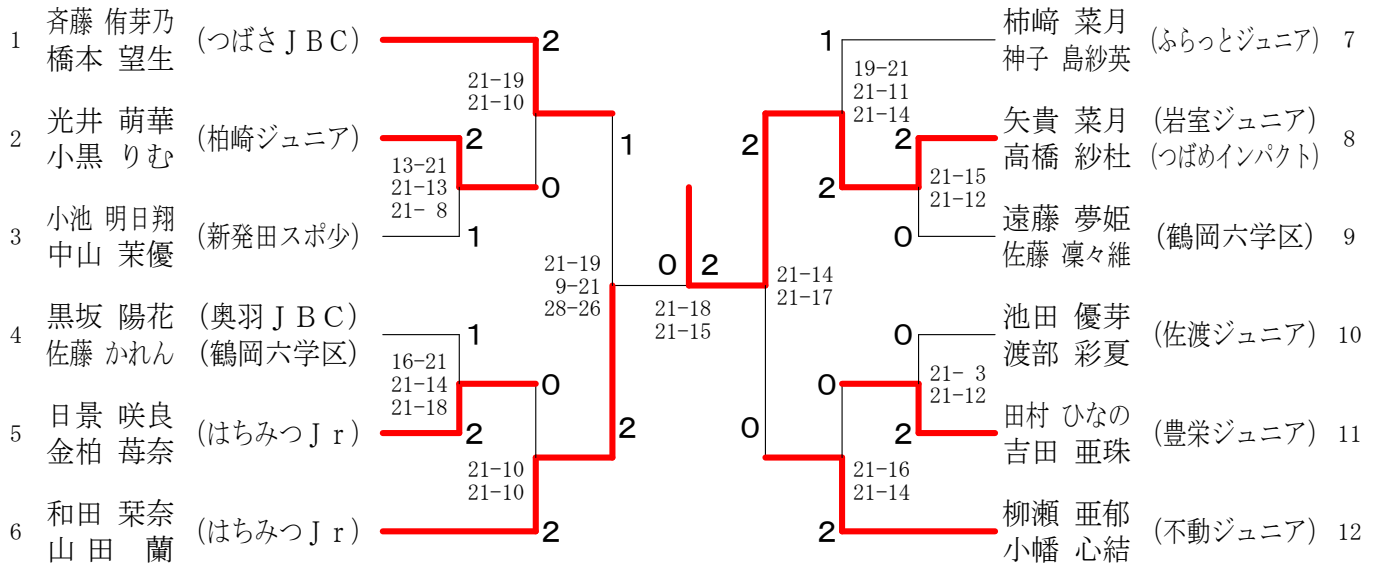 1 斉藤 侑芽乃 (つばさＪＢＣ)
橋本 望生
2
21-19
21-10
2 光井 萌華 (柏崎ジュニア)
小黒 りむ
2
13-21
21-13
21- 8
0
1
3 小池 明日翔 (新発田スポ少)
中山 茉優
1
21-19
9-21
28-26
4 黒坂 陽花 (奥羽ＪＢＣ)
佐藤 かれん (鶴岡六学区)
1
16-21
21-14
21-18
0
5 日景 咲良 (はちみつＪｒ)
金柏 苺奈
2
2
21-10
21-10
6 和田 栞奈 (はちみつＪｒ)
山田 蘭
2
0 2
21-18
21-15
1
柿﨑 菜月 (ふらっとジュニア) 7
神子 島紗英
19-21
21-11
21-14
2
2
矢貴 菜月 (岩室ジュニア) 8
高橋 紗杜 (つばめインパクト)
2
21-15
21-12
0
遠藤 夢姫 (鶴岡六学区) 9
佐藤 凜々維
21-14
21-17
0
池田 優芽 (佐渡ジュニア) 10
渡部 彩夏
0
21- 3
21-12
2
田村 ひなの (豊栄ジュニア) 11
吉田 亜珠
0
21-16
21-14
2
柳瀬 亜郁 (不動ジュニア) 12
小幡 心結